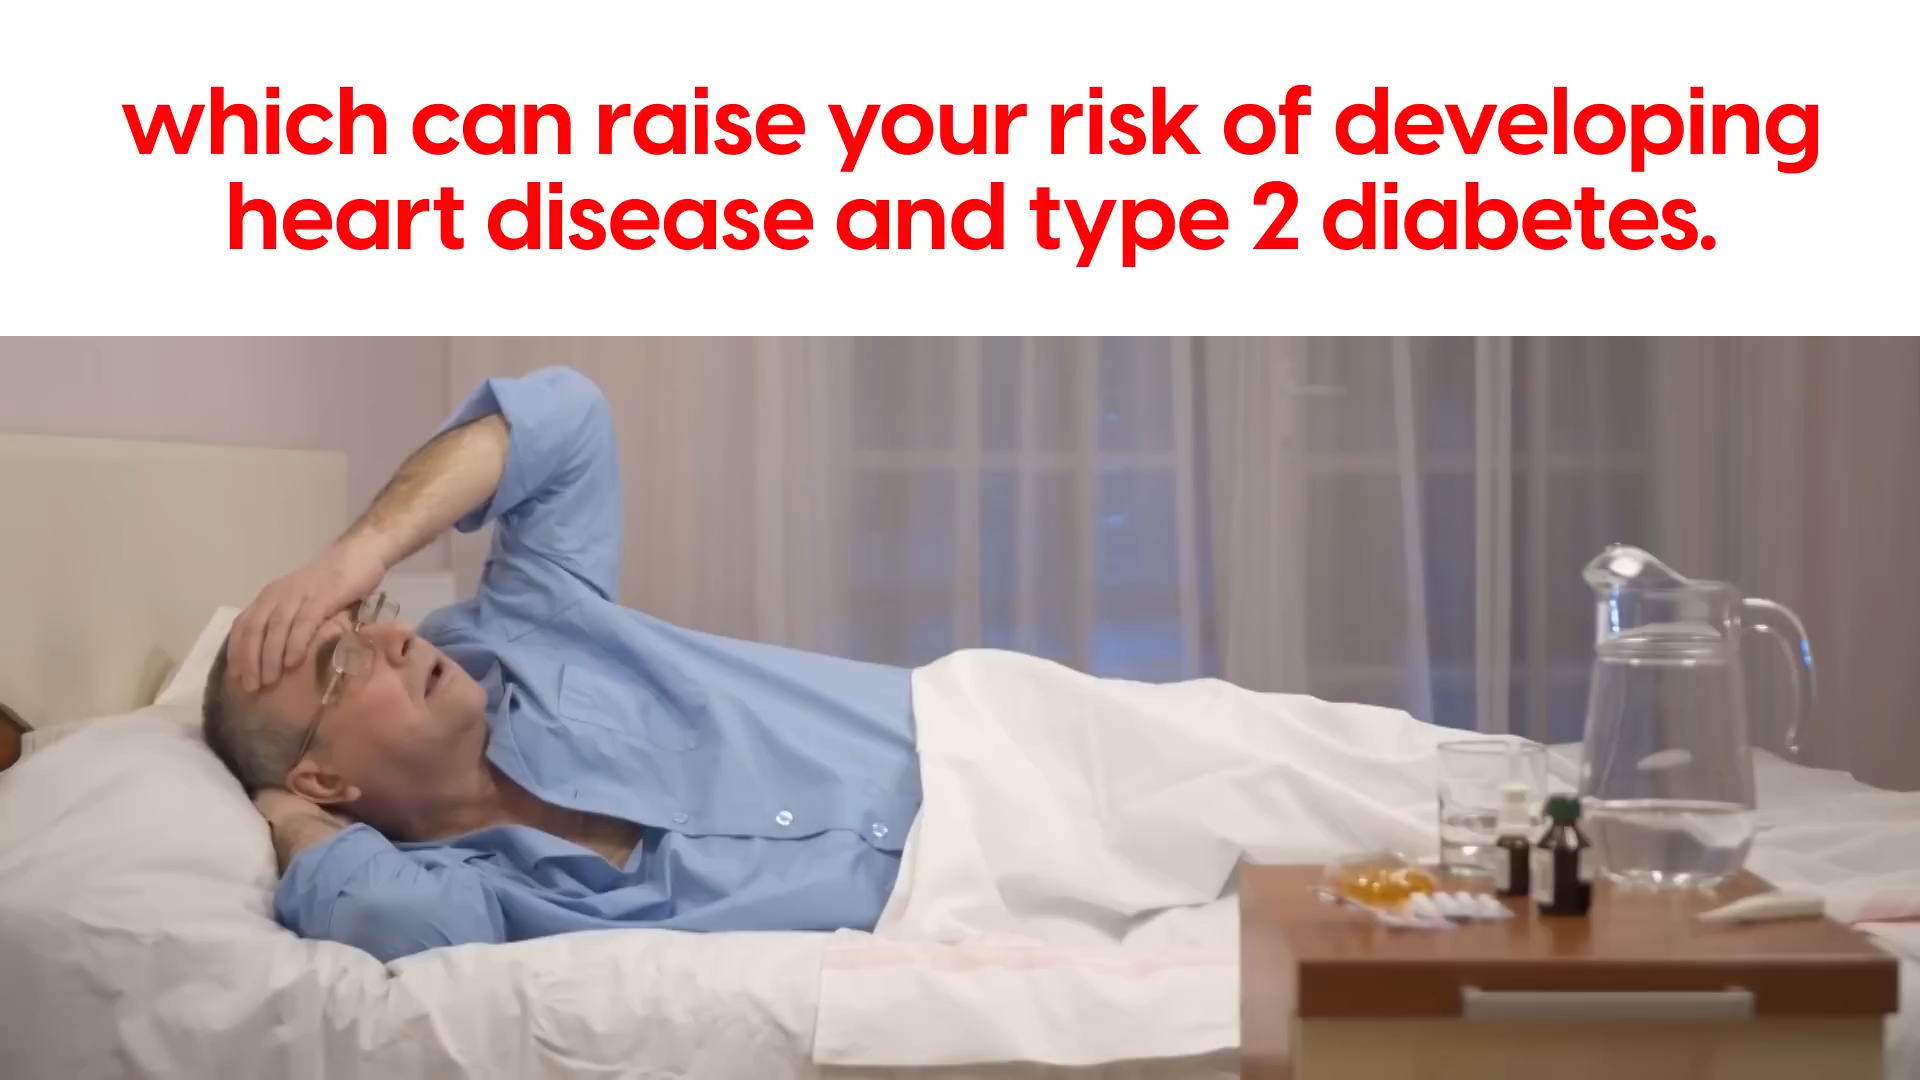 which can raise your risk of developing
heart disease and type 2 diabetes.